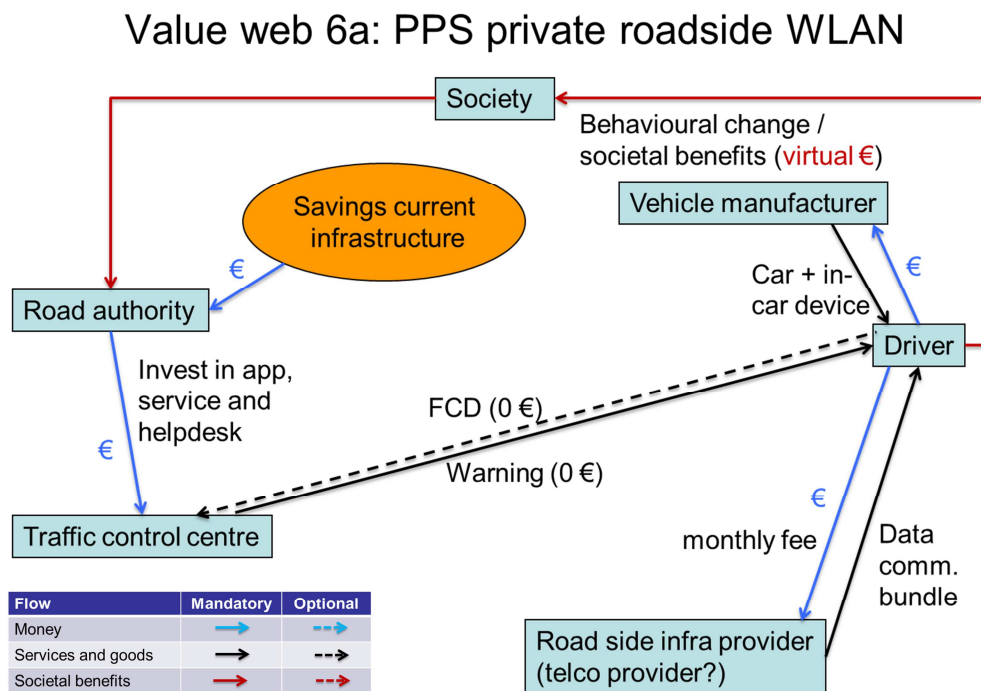 Value web 6a: PPS private roadside WLAN
Society
Behavioural change /
societal benefits (virtual €)
Savings current
infrastructure
Vehicle manufacturer
€
€
Car + in-
car device
Road authority
Driver
Invest in app,
service and
helpdesk
€
FCD (0 €)
Warning (0 €)
€
Traffic control centre
monthly fee
Data
comm.
bundle
Flow Mandatory Optional
Money
Services and goods
Societal benefits
Road side infra provider
(telco provider?)